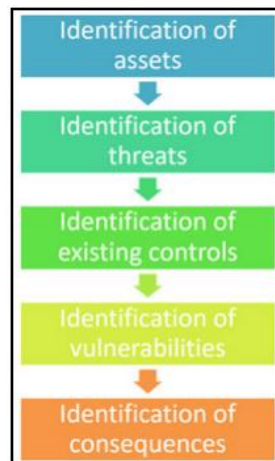 Identification of
assets
Identification of
threats
Identification of
existing controls
Identification of
vulnerabilities
Identification of
consequences